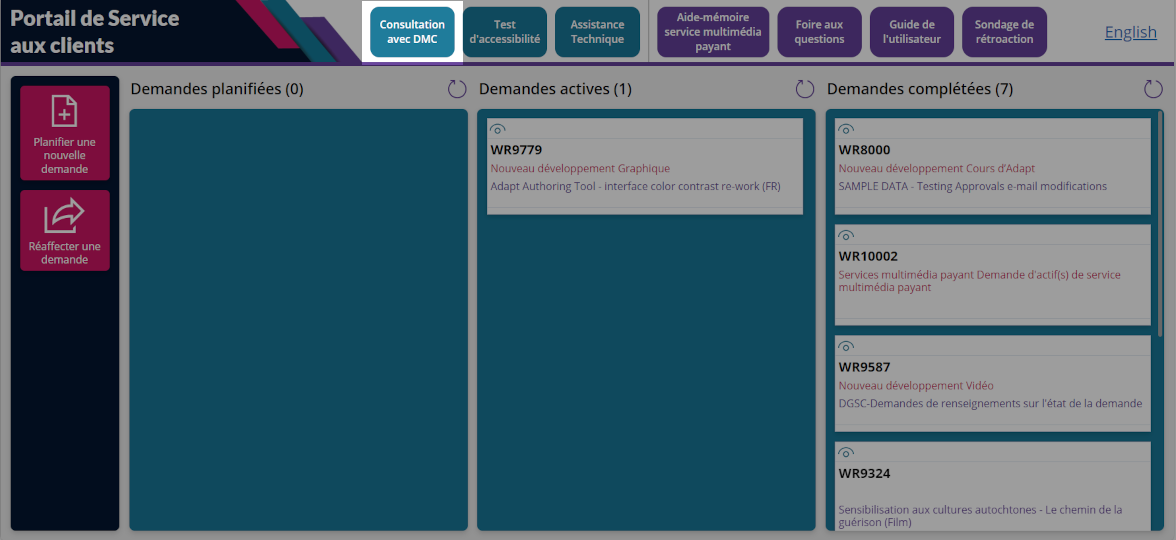 Portail de Service
aux clients
Consultation
avec DMC
Test
d'accessibilité
Assistance
Technique
Aide-mémoire
service multimédia
payant
Foire aux
questions
Guide de
l'utilisateur
Sondage de
rétroaction
English
Planifier une
nouvelle
demande
Réaffecter une
demande
Demandes planifiées (0)
Demandes actives (1)
WR9779
Nouveau développement Graphique
Adapt Authoring Tool - interface color contrast re-work (FR)
Demandes complétées (7)
WR8000
Nouveau développement Cours d'Adapt
SAMPLE DATA - Testing Approvals e-mail modifications
WR10002
Services multimédia payant Demande d'actif(s) de service
multimédia payant
WR9587
Nouveau développement Vidéo
DGSC-Demandes de renseignements sur l'état de la demande
WR9324
Sensibilisation aux cultures autochtones - Le chemin de la
guérison (Film)